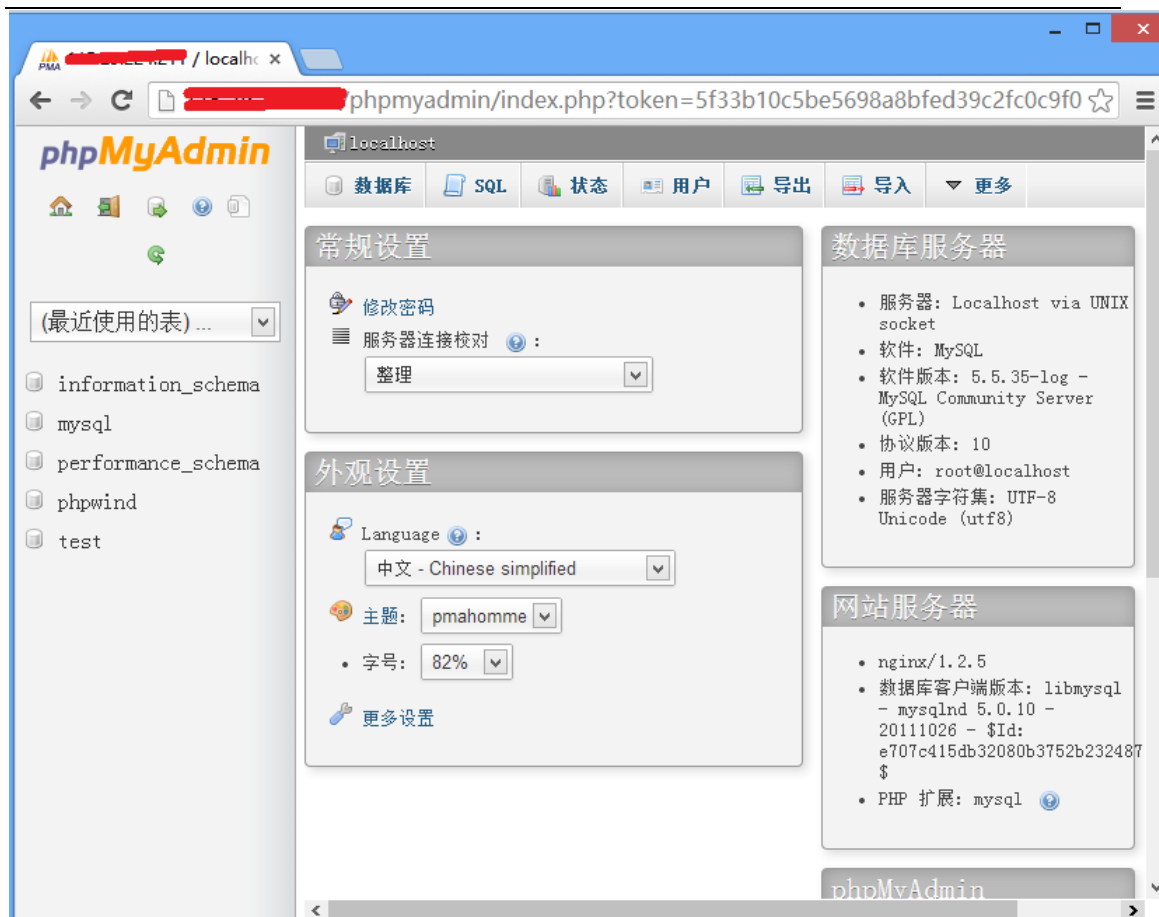 PMA / localho
/phpmyadmin/index.php?token=5f33b10c5be5698a8bfed39c2fc0c9f0
phpMyAdmin
(最近使用的表) ...
information_schema
mysql
performance_schema
phpwind
test
localhost
数据库 SQL 状态 用户 导出 导入 更多
常规设置
修改密码
服务器连接校对 :
整理
外观设置
Language :
中文 - Chinese simplified
主题: pmahomme
• 字号: 82%
更多设置
数据库服务器
• 服务器: Localhost via UNIX
socket
• 软件: MySQL
• 软件版本: 5.5.35-log -
MySQL Community Server
(GPL)
• 协议版本: 10
• 用户: root@localhost
• 服务器字符集: UTF-8
Unicode (utf8)
网站服务器
• nginx/1.2.5
• 数据库客户端版本: libmysql
- mysqlnd 5.0.10 -
20111026 - $Id:
e707c415db32080b3752b232487
$
• PHP 扩展: mysql
phpMyAdmin